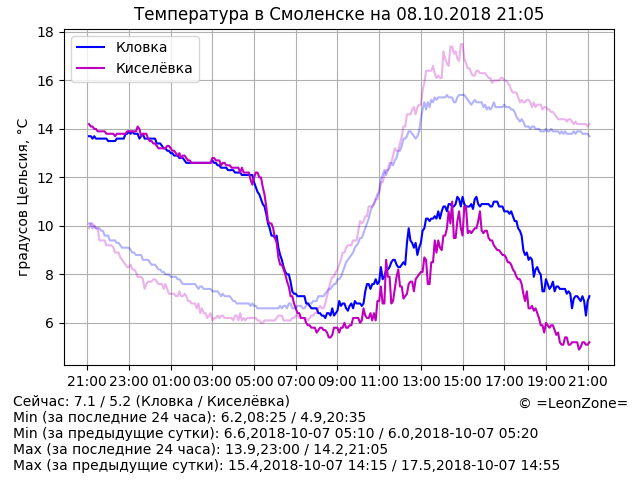 Температура в Смоленске на 08.10.2018 21:05
Кловка
Киселёвка
градусов Цельсия, °C
18
16
14
12
10
8
6
21:00 23:00 01:00 03:00 05:00 07:00 09:00 11:00 13:00 15:00 17:00 19:00 21:00
Сейчас: 7.1 / 5.2 (Кловка / Киселёвка)
© =LeonZone=
Min (за последние 24 часа): 6.2,08:25 / 4.9,20:35
Min (за предыдущие сутки): 6.6,2018-10-07 05:10 / 6.0,2018-10-07 05:20
Max (за последние 24 часа): 13.9,23:00 / 14.2,21:05
Max (за предыдущие сутки): 15.4,2018-10-07 14:15 / 17.5,2018-10-07 14:55